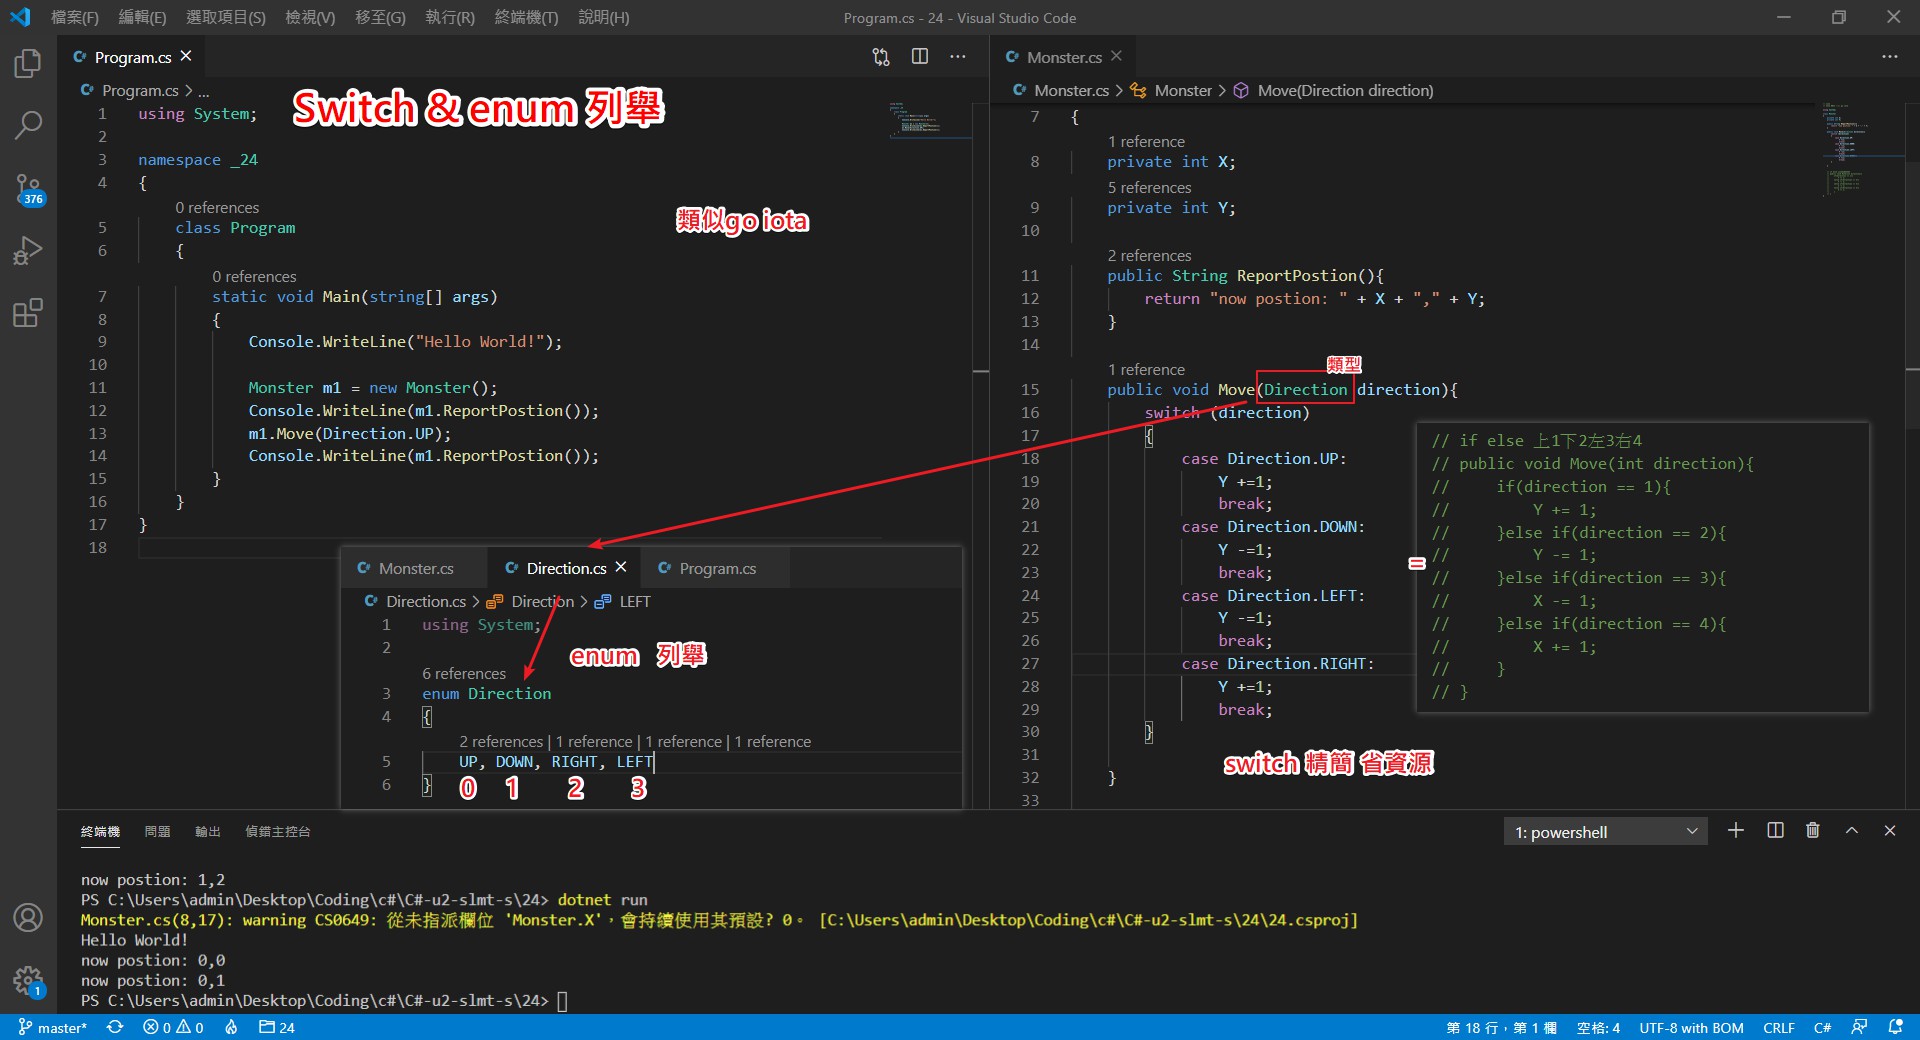 檔案(F) 編輯(E) 選取項目(S) 檢視(V) 移至(G) 執行(R) 終端機(T) 說明(H)
Program.cs - 24 - Visual Studio Code
Program.cs
Program.cs > ...
Switch & enum 列舉
1 using System;
2
3 namespace _24
4 {
0 references
類似go iota
5 class Program
6 {
0 references
7 static void Main(string[] args)
8 {
9 Console.WriteLine("Hello World!");
10
11 Monster m1 = new Monster();
12 Console.WriteLine(m1.ReportPostion());
13 m1.Move(Direction.UP);
14 Console.WriteLine(m1.ReportPostion());
15 }
16 }
17 }
18
Monster.cs Direction.cs Program.cs
Direction.cs > Direction > LEFT
1 using System;
2
enum 列舉
6 references
3 enum Direction
4 {
2 references | 1 reference | 1 reference | 1 reference
5 UP, DOWN, RIGHT, LEFT
6 }
0 1 2 3
Monster.cs
Monster.cs > Monster > Move(Direction direction)
7 {
1 reference
8 private int X;
5 references
9 private int Y;
10
2 references
11 public String ReportPostion(){
12 return "now postion: " + X + "," + Y;
13 }
14
類型
1 reference
15 public void Move(Direction direction){
16 switch (direction)
17 {
18 case Direction.UP:
19 Y +=1;
20 break;
21 case Direction.DOWN:
22 Y -=1;
23 break;
24 case Direction.LEFT:
25 Y -=1;
26 break;
27 case Direction.RIGHT:
28 Y +=1;
29 break;
30 }
31
32 }
33
=
// if else 上1下2左3右4
// public void Move(int direction){
// if(direction == 1){
// Y += 1;
// }else if(direction == 2){
// Y -= 1;
// }else if(direction == 3){
// X -= 1;
// }else if(direction == 4){
// X += 1;
// }
// }
switch 精簡 省資源
終端機 問題 輸出 偵錯主控台
1: powershell
now postion: 1,2
PS C:\Users\admin\Desktop\Coding\c#\C#-u2-slmt-s\24> dotnet run
Monster.cs(8,17): warning CS0649: 從未指派欄位 'Monster.X'，會持續使用其預設? 0。 [C:\Users\admin\Desktop\Coding\c#\C#-u2-slmt-s\24\24.csproj]
Hello World!
now postion: 0,0
now postion: 0,1
PS C:\Users\admin\Desktop\Coding\c#\C#-u2-slmt-s\24>
376
1
master* 0 0 24
第 18 行，第 1 欄 空格: 4 UTF-8 with BOM CRLF C#